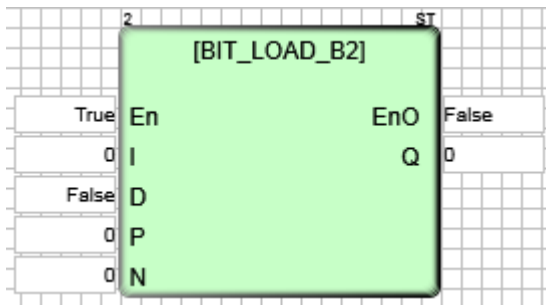 2 ST
[BIT_LOAD_B2]
True En EnO False
0 I Q 0
False D
0 P
0 N